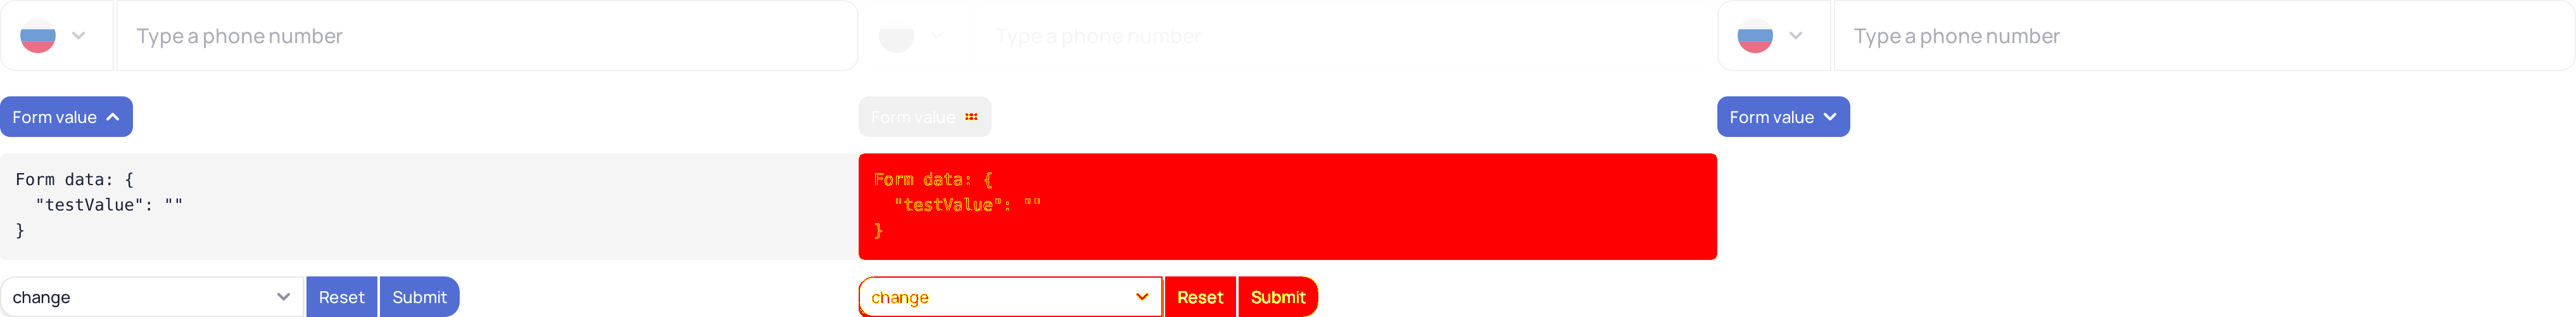 Type a phone number
Form value
Form data: {
  "testValue": ""
}
change
Reset
Submit
Type a phone number
Form value
Form data: {
  "testValue": ""
}
change
Reset
Submit
Type a phone number
Form value